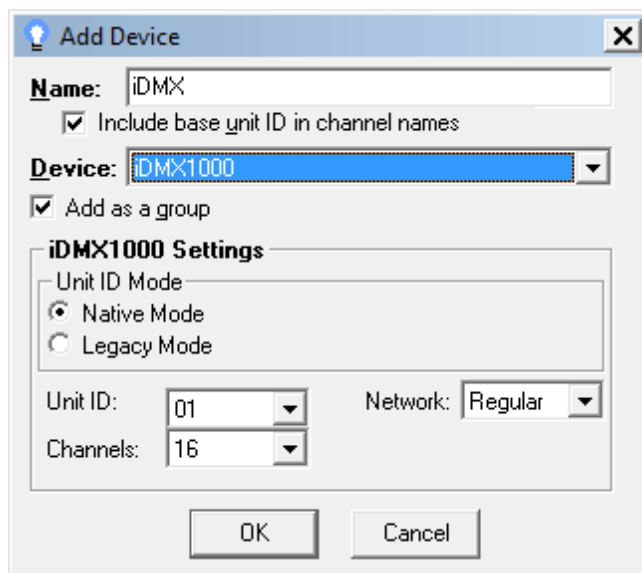 Add Device
Name: iDMX
Include base unit ID in channel names
Device: iDMX1000
Add as a group
iDMX1000 Settings
Unit ID Mode
Native Mode
Legacy Mode
Unit ID: 01 Network: Regular
Channels: 16
OK Cancel